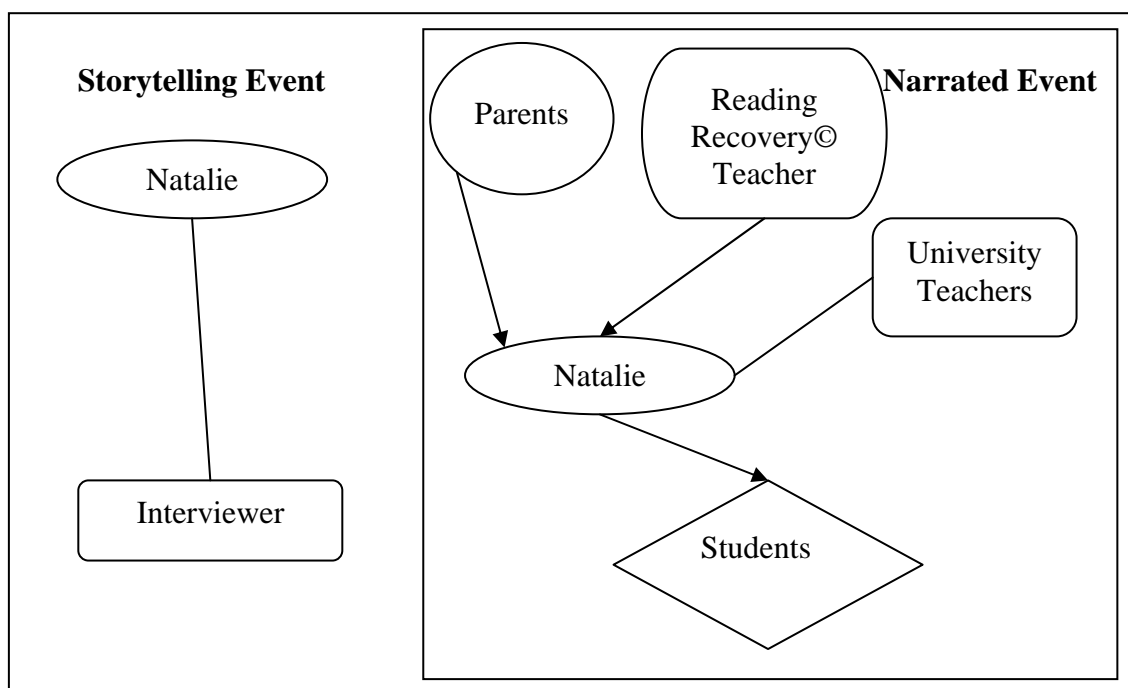 Storytelling Event
Natalie
Interviewer
Narrated Event
Parents
Reading
Recovery©
Teacher
University
Teachers
Natalie
Students